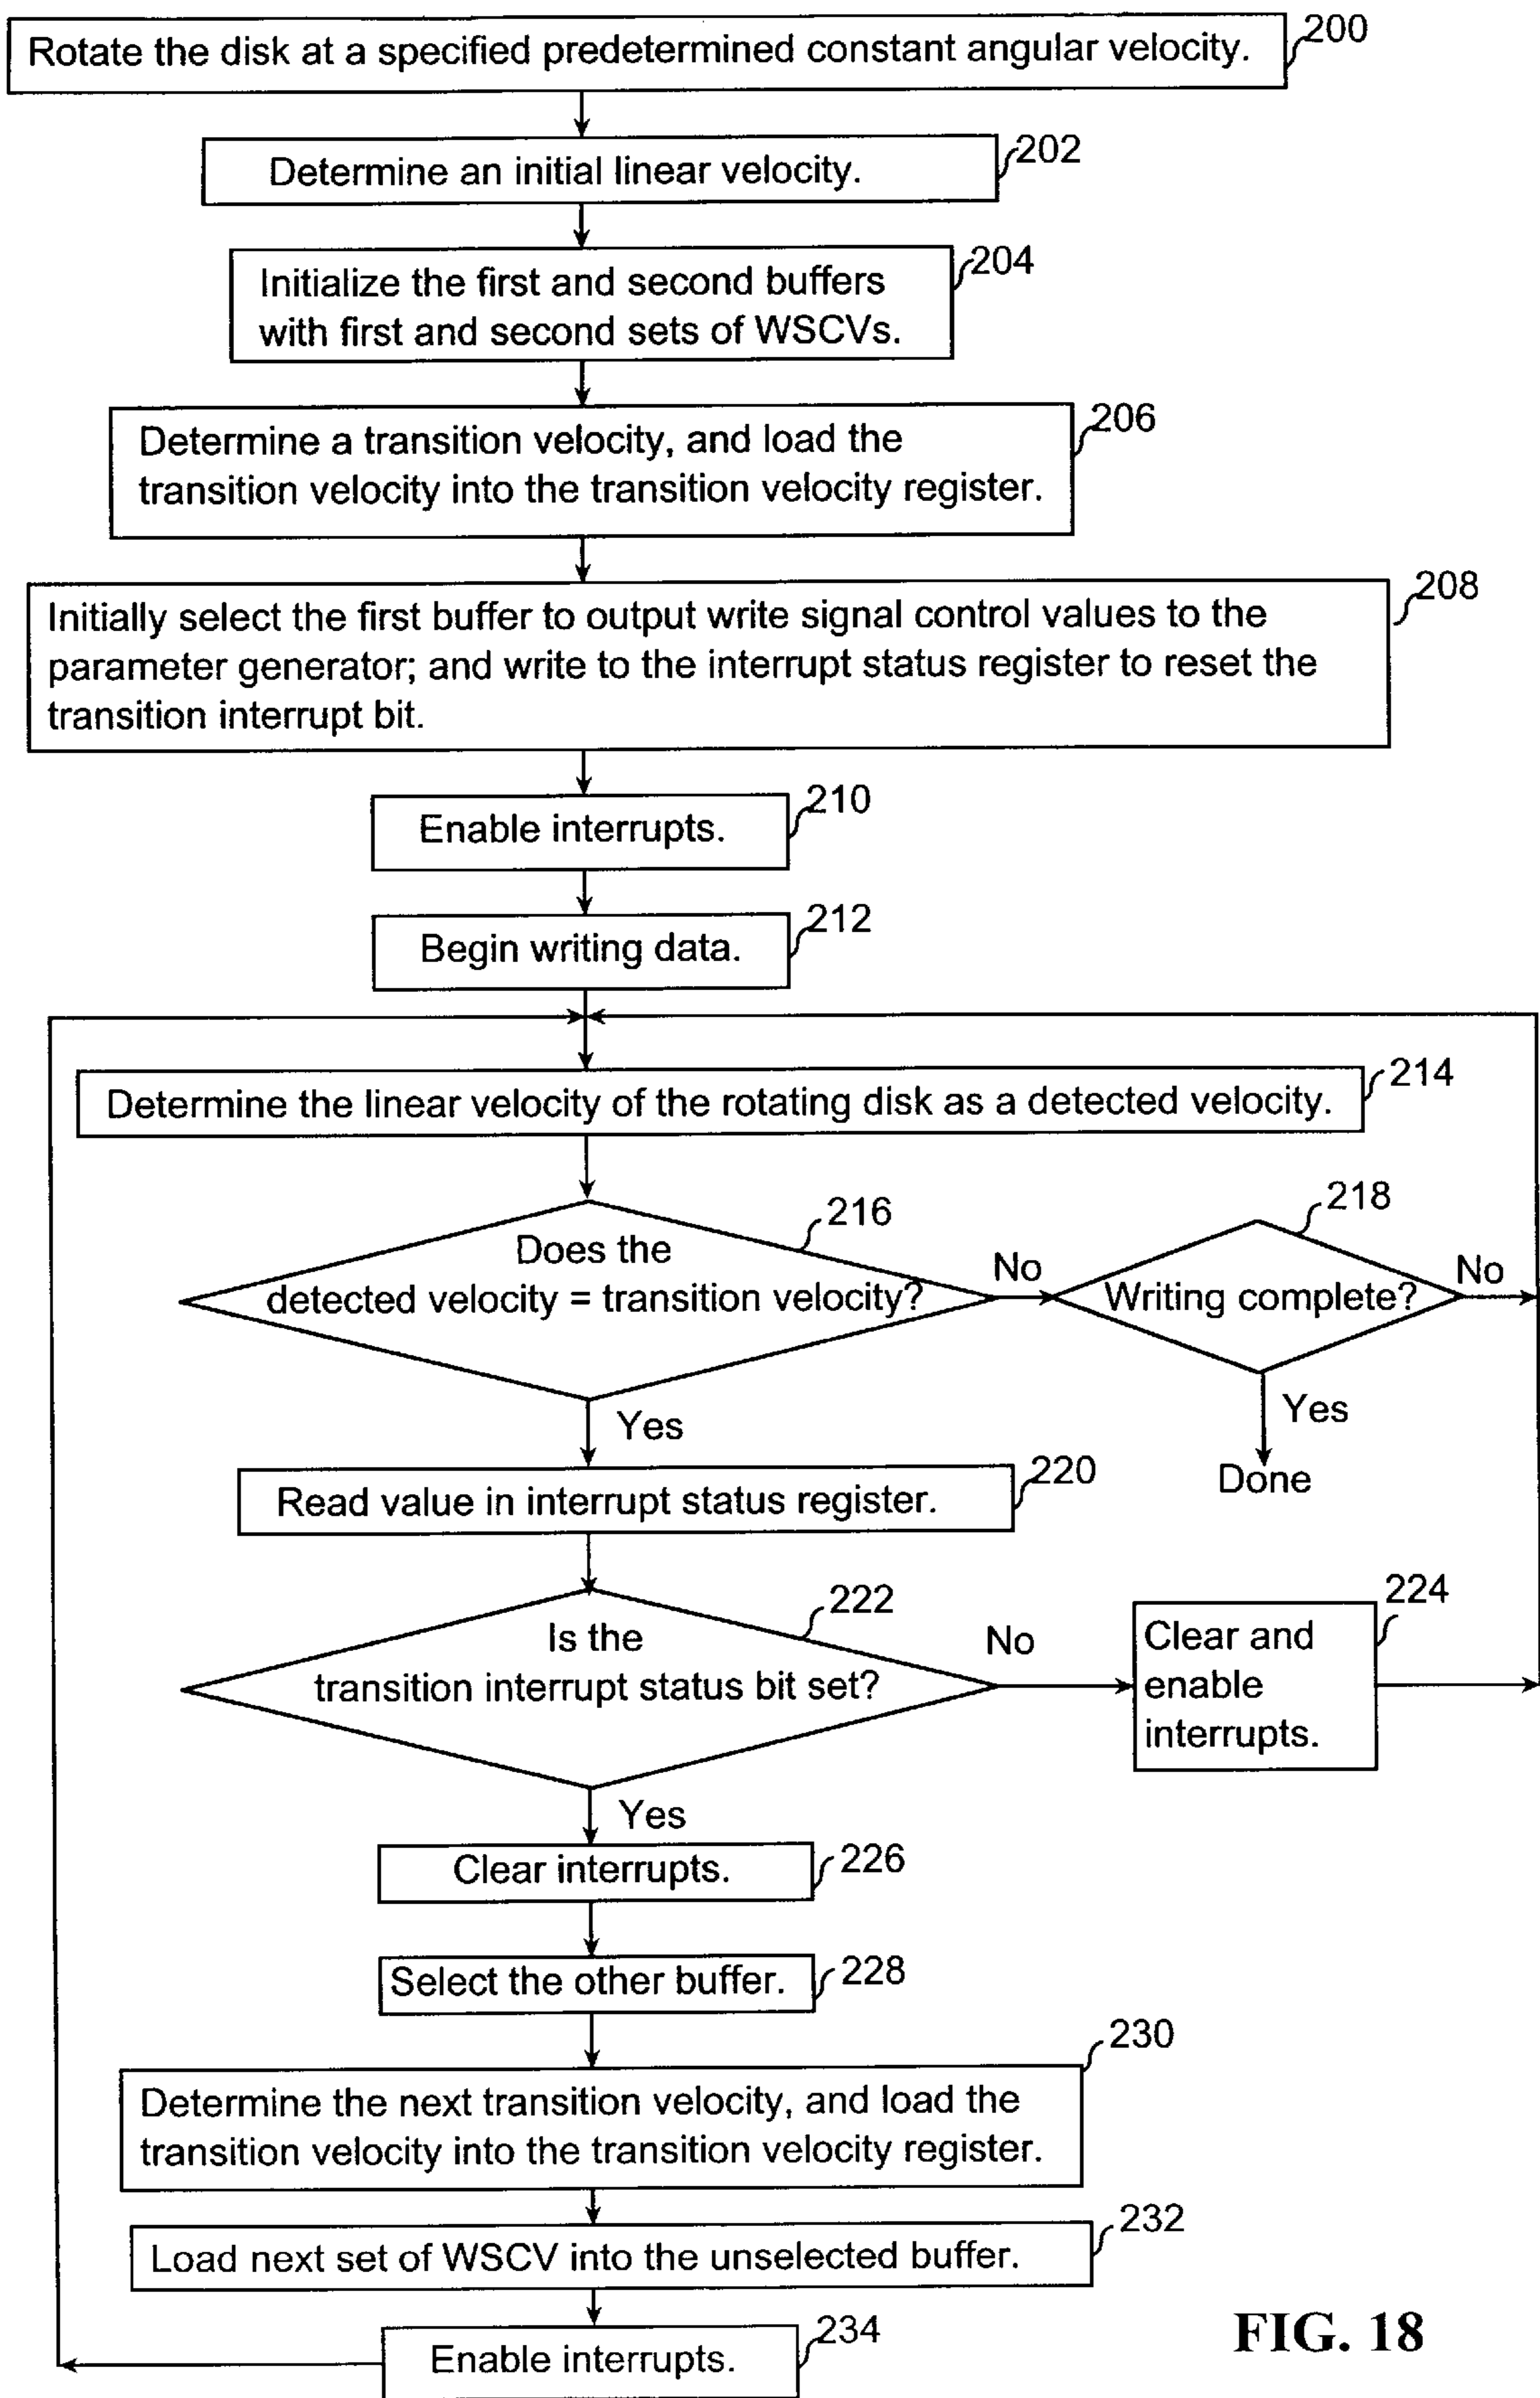 Rotate the disk at a specified predetermined constant angular velocity.
200
Determine an initial linear velocity.
202
Initialize the first and second buffers
with first and second sets of WSCVs.
204
Determine a transition velocity, and load the
transition velocity into the transition velocity register.
206
Initially select the first buffer to output write signal control values to the
parameter generator; and write to the interrupt status register to reset the
transition interrupt bit.
208
Enable interrupts.
210
Begin writing data.
212
Determine the linear velocity of the rotating disk as a detected velocity.
214
Does the
detected velocity = transition velocity?
216
No
Writing complete?
218
No
Yes
Done
Yes
Read value in interrupt status register.
220
Is the
transition interrupt status bit set?
222
No
Clear and
enable
interrupts.
224
Yes
Clear interrupts.
226
Select the other buffer.
228
Determine the next transition velocity, and load the
transition velocity into the transition velocity register.
230
Load next set of WSCV into the unselected buffer.
232
Enable interrupts.
234
FIG. 18